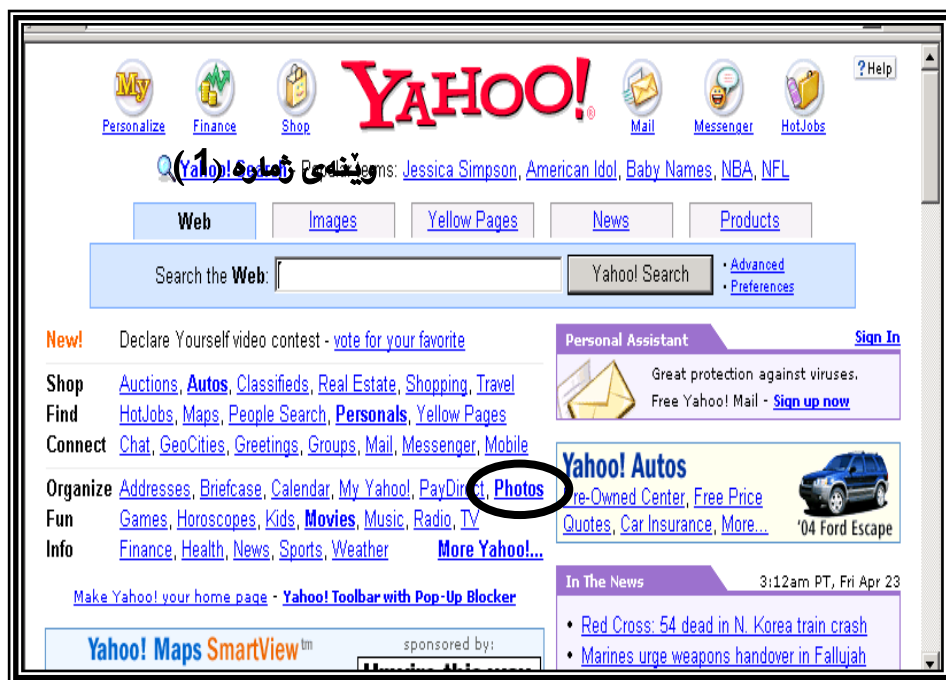 My
YAHOO!
?Help
Personalize Finance Shop Mail Messenger HotJobs
وێنەی ژمارە (1)
Yahoo! Search - Popular Terms: Jessica Simpson, American Idol, Baby Names, NBA, NFL
Web Images Yellow Pages News Products
Search the Web: Yahoo! Search
· Advanced
· Preferences
New! Declare Yourself video contest - vote for your favorite
Shop Auctions, Autos, Classifieds, Real Estate, Shopping, Travel
Find HotJobs, Maps, People Search, Personals, Yellow Pages
Connect Chat, GeoCities, Greetings, Groups, Mail, Messenger, Mobile
Organize Addresses, Briefcase, Calendar, My Yahoo!, PayDirect, Photos
Fun Games, Horoscopes, Kids, Movies, Music, Radio, TV
Info Finance, Health, News, Sports, Weather More Yahoo!...
Make Yahoo! your home page - Yahoo! Toolbar with Pop-Up Blocker
Yahoo! Maps SmartView™ sponsored by:
Personal Assistant Sign In
Great protection against viruses.
Free Yahoo! Mail - Sign up now
Yahoo! Autos
Pre-Owned Center, Free Price
Quotes, Car Insurance, More...
'04 Ford Escape
In The News 3:12am PT, Fri Apr 23
• Red Cross: 54 dead in N. Korea train crash
• Marines urge weapons handover in Fallujah